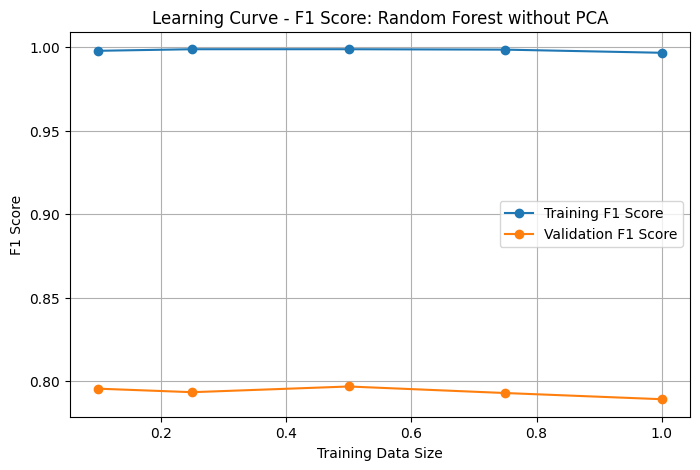 Learning Curve - F1 Score: Random Forest without PCA
1.00
0.95
0.90
0.85
0.80
F1 Score
Training F1 Score
Validation F1 Score
0.2
0.4
0.6
0.8
1.0
Training Data Size